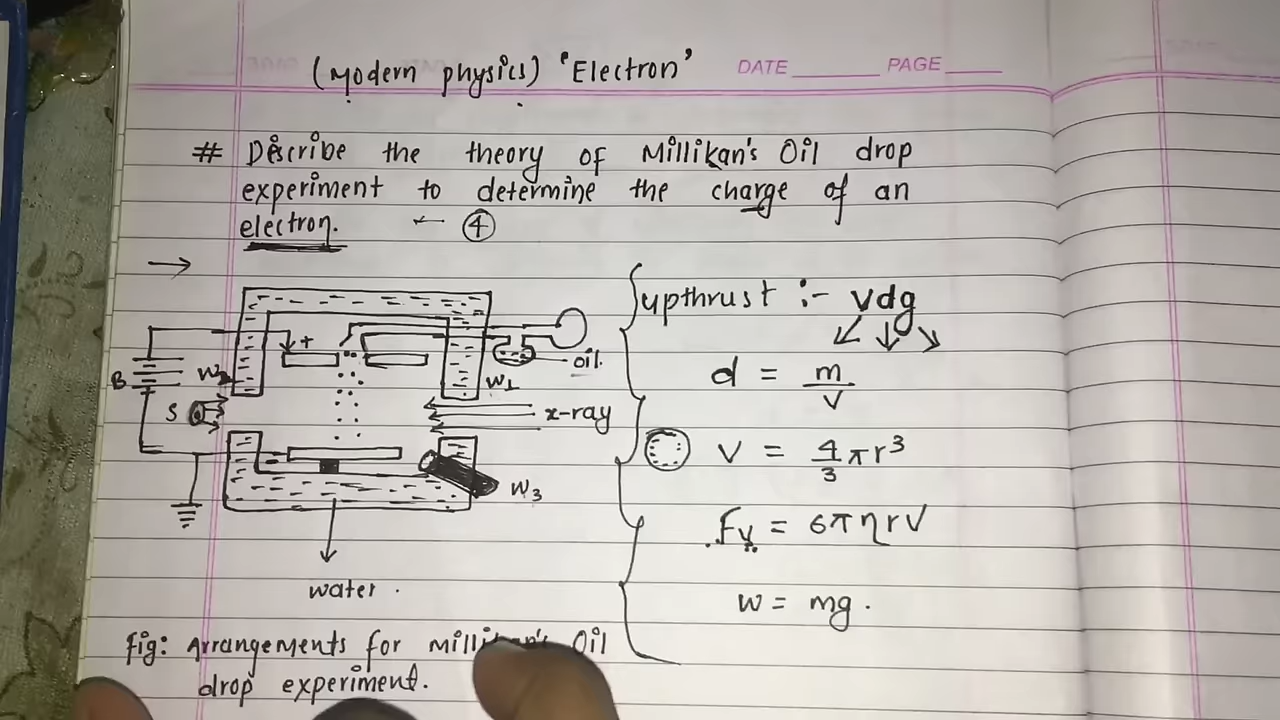 (Modern physics) 'Electron'
DATE PAGE
# Describe the theory of Millikan's Oil drop
experiment to determine the charge of an
electron. ← ④
→
+
B
S
oil.
W₁
x-ray
W₃
water.
Fig: Arrangements for Oil
drop experiment.
upthrust :- vdg
d = m/v
V = 4/3 πr³
Fv = 6πηrV
W = mg.